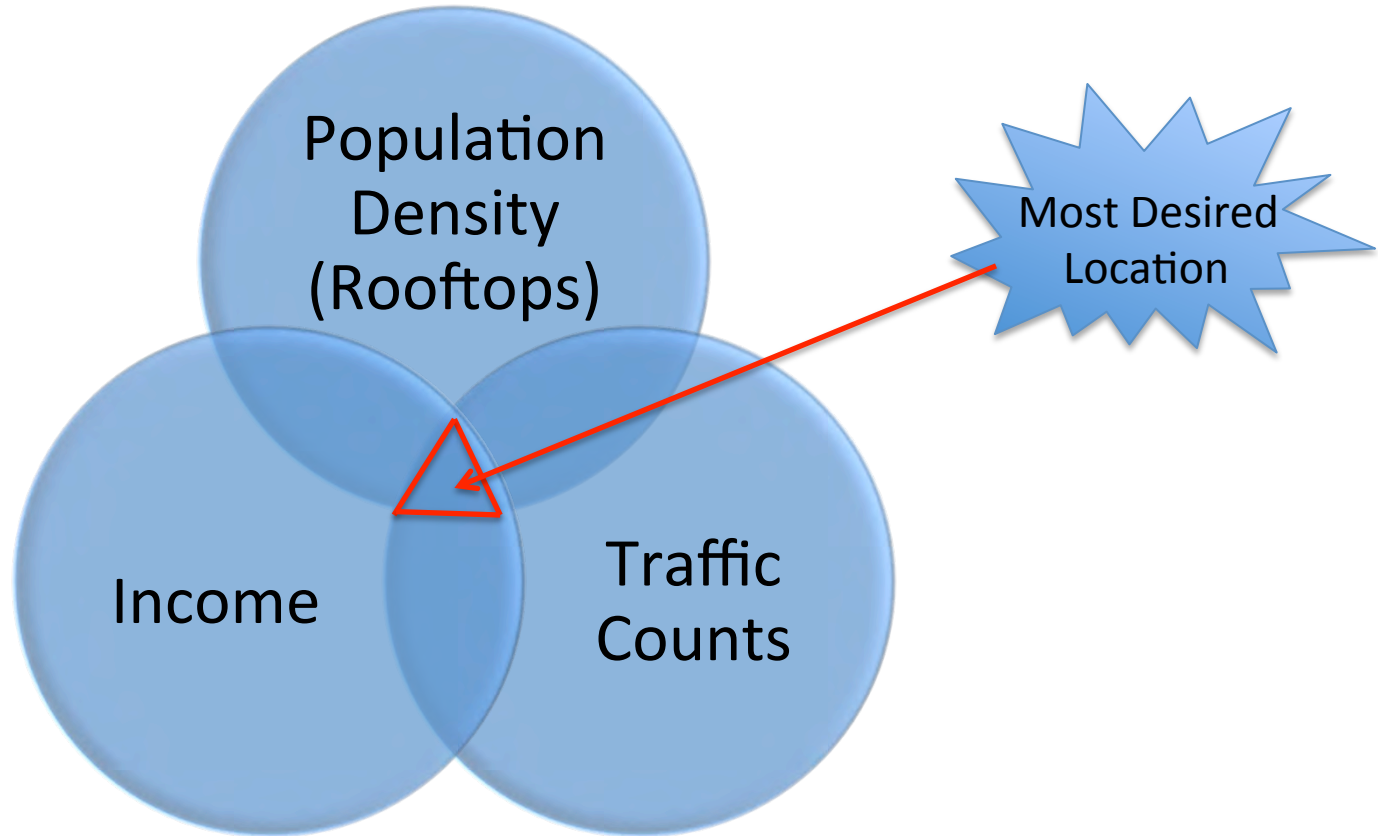 Population
Density
(Rooftops)
Most Desired
Location
Income
Traffic
Counts